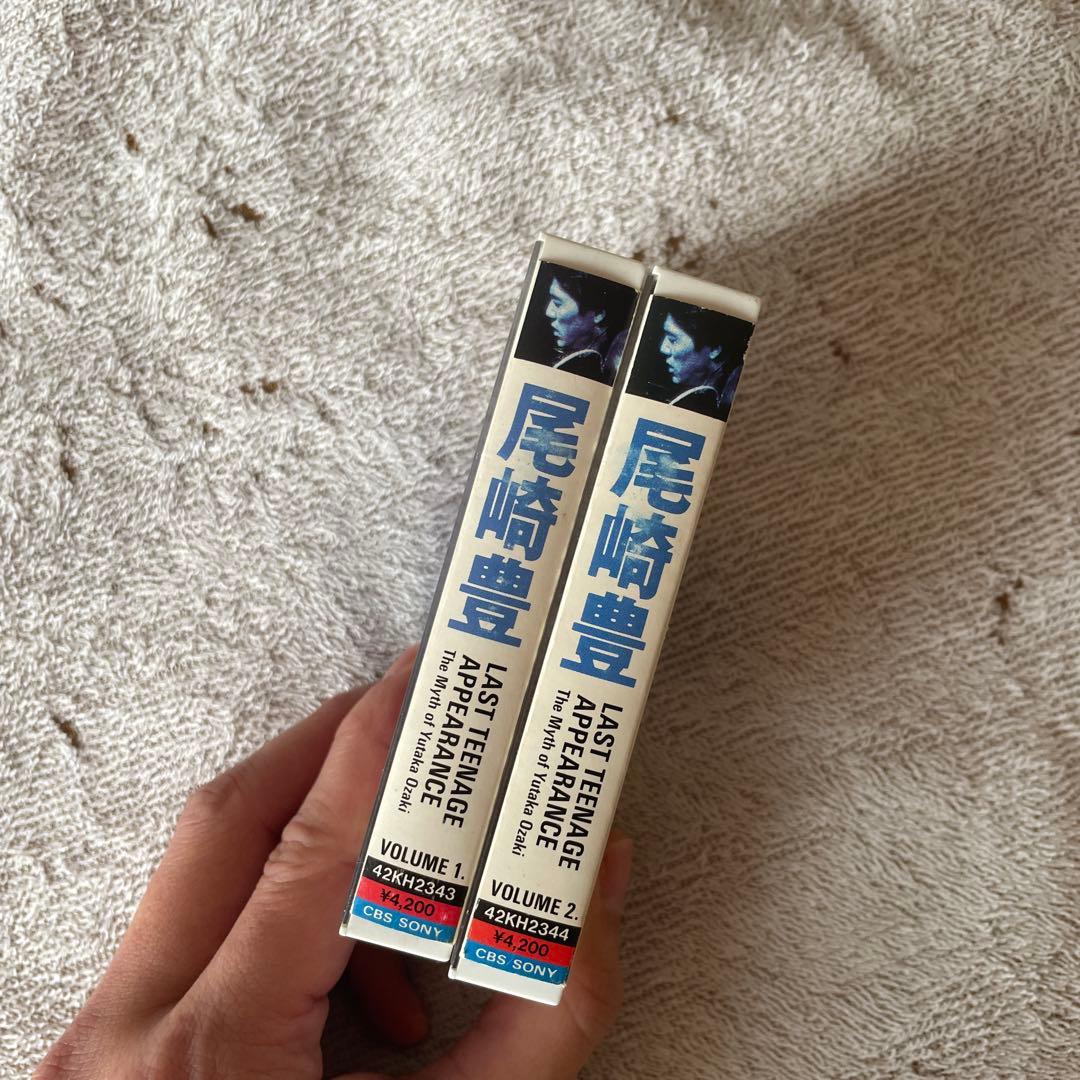 尾崎豊
LAST TEENAGE
APPEARANCE
The Myth of Yutaka Ozaki
VOLUME 1.
42KH2343
¥4,200
CBS/SONY
尾崎豊
LAST TEENAGE
APPEARANCE
The Myth of Yutaka Ozaki
VOLUME 2.
42KH2344
¥4,200
CBS/SONY